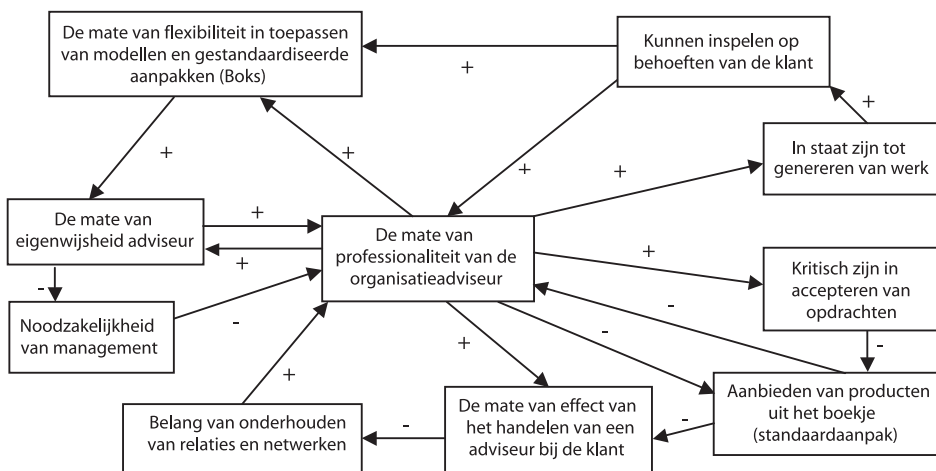 De mate van flexibiliteit in toepassen
van modellen en gestandaardiseerde
aanpakken (Boks)
+
Kunnen inspelen op
behoeften van de klant
+
In staat zijn tot
genereren van werk
+
+
+
+
De mate van
eigenwijsheid adviseur
+
+
De mate van
professionaliteit van de
organisatieadviseur
+
Kritisch zijn in
accepteren van
opdrachten
-
Noodzakelijkheid
van management
-
-
-
+
-
+
Belang van onderhouden
van relaties en netwerken
-
De mate van effect van
het handelen van een
adviseur bij de klant
-
Aanbieden van producten
uit het boekje
(standaardaanpak)